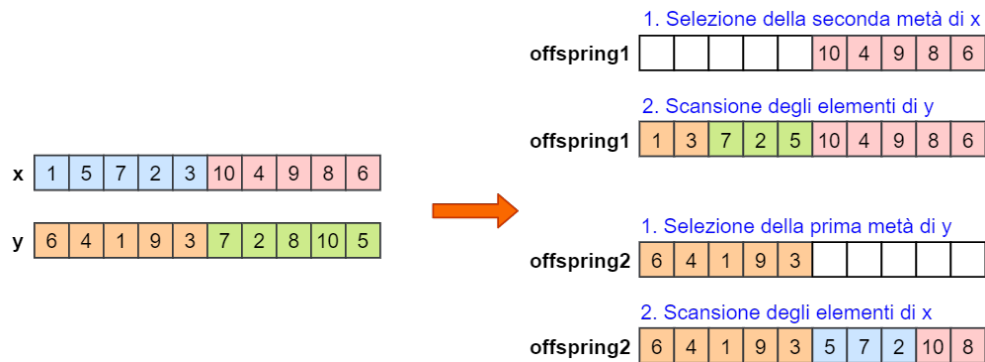 x 1 5 7 2 3 10 4 9 8 6
y 6 4 1 9 3 7 2 8 10 5
1. Selezione della seconda metà di x
offspring1 10 4 9 8 6
2. Scansione degli elementi di y
offspring1 1 3 7 2 5 10 4 9 8 6
1. Selezione della prima metà di y
offspring2 6 4 1 9 3
2. Scansione degli elementi di x
offspring2 6 4 1 9 3 5 7 2 10 8